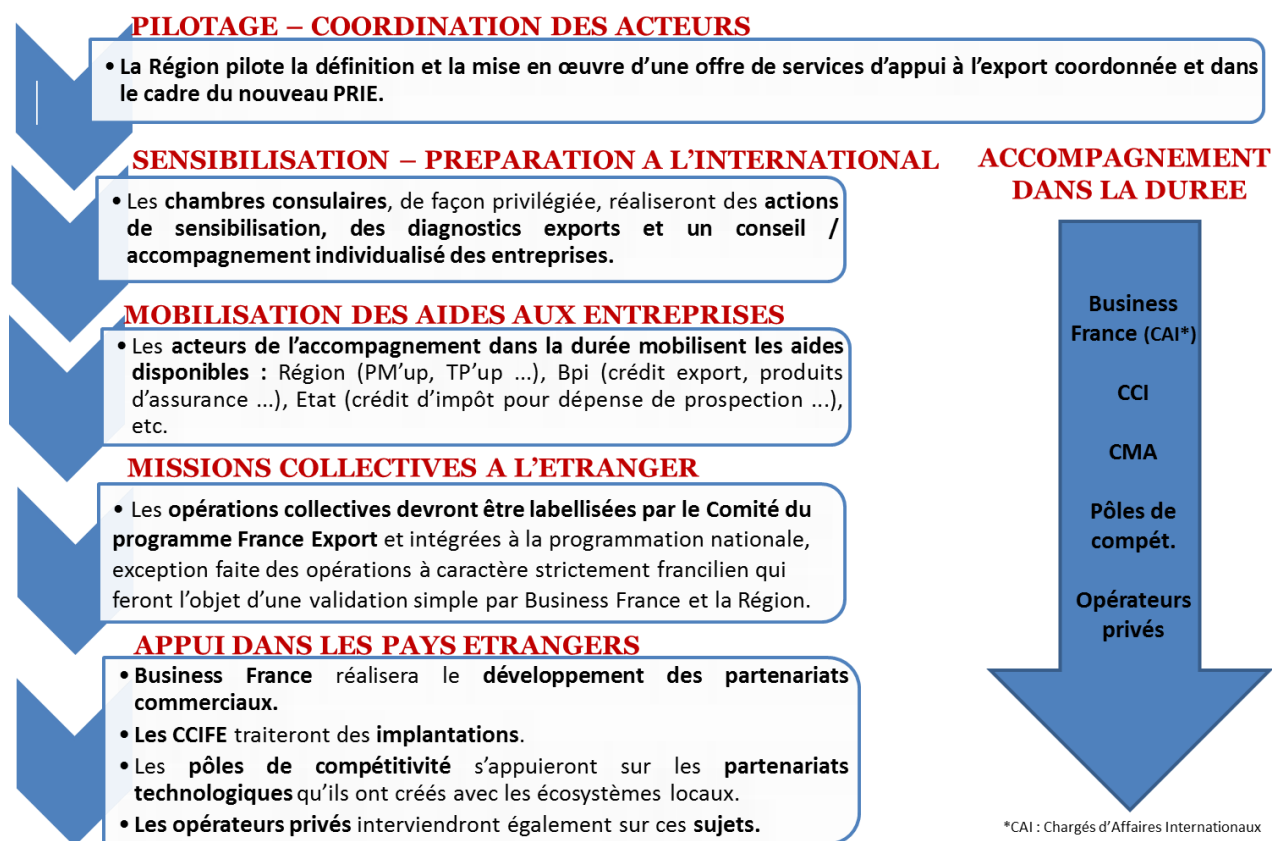 PILOTAGE – COORDINATION DES ACTEURS
• La Région pilote la définition et la mise en œuvre d’une offre de services d’appui à l’export coordonnée et dans
le cadre du nouveau PRIE.
SENSIBILISATION – PREPARATION A L’INTERNATIONAL
• Les chambres consulaires, de façon privilégiée, réaliseront des actions
de sensibilisation, des diagnostics exports et un conseil /
accompagnement individualisé des entreprises.
MOBILISATION DES AIDES AUX ENTREPRISES
• Les acteurs de l’accompagnement dans la durée mobilisent les aides
disponibles : Région (PM’up, TP’up ...), Bpi (crédit export, produits
d’assurance ...), Etat (crédit d’impôt pour dépense de prospection ...),
etc.
MISSIONS COLLECTIVES A L’ETRANGER
• Les opérations collectives devront être labellisées par le Comité du
programme France Export et intégrées à la programmation nationale,
exception faite des opérations à caractère strictement francilien qui
feront l’objet d’une validation simple par Business France et la Région.
APPUI DANS LES PAYS ETRANGERS
• Business France réalisera le développement des partenariats
commerciaux.
• Les CCIFE traiteront des implantations.
• Les pôles de compétitivité s’appuieront sur les partenariats
technologiques qu’ils ont créés avec les écosystèmes locaux.
• Les opérateurs privés interviendront également sur ces sujets.
ACCOMPAGNEMENT
DANS LA DUREE
Business
France (CAI*)
CCI
CMA
Pôles de
compét.
Opérateurs
privés
*CAI : Chargés d’Affaires Internationaux